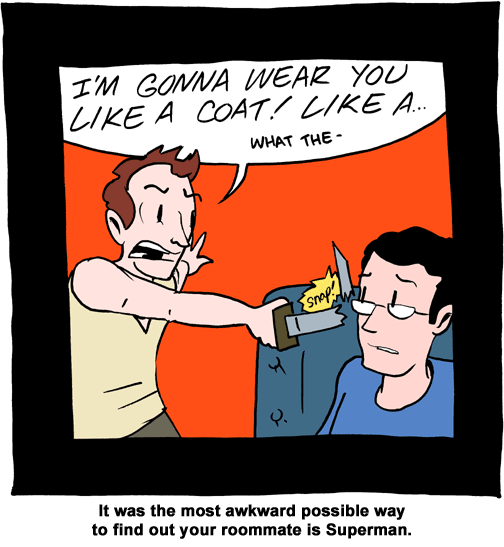 I'M GONNA WEAR YOU
LIKE A COAT! LIKE A...
WHAT THE-
snap!
It was the most awkward possible way
to find out your roommate is Superman.